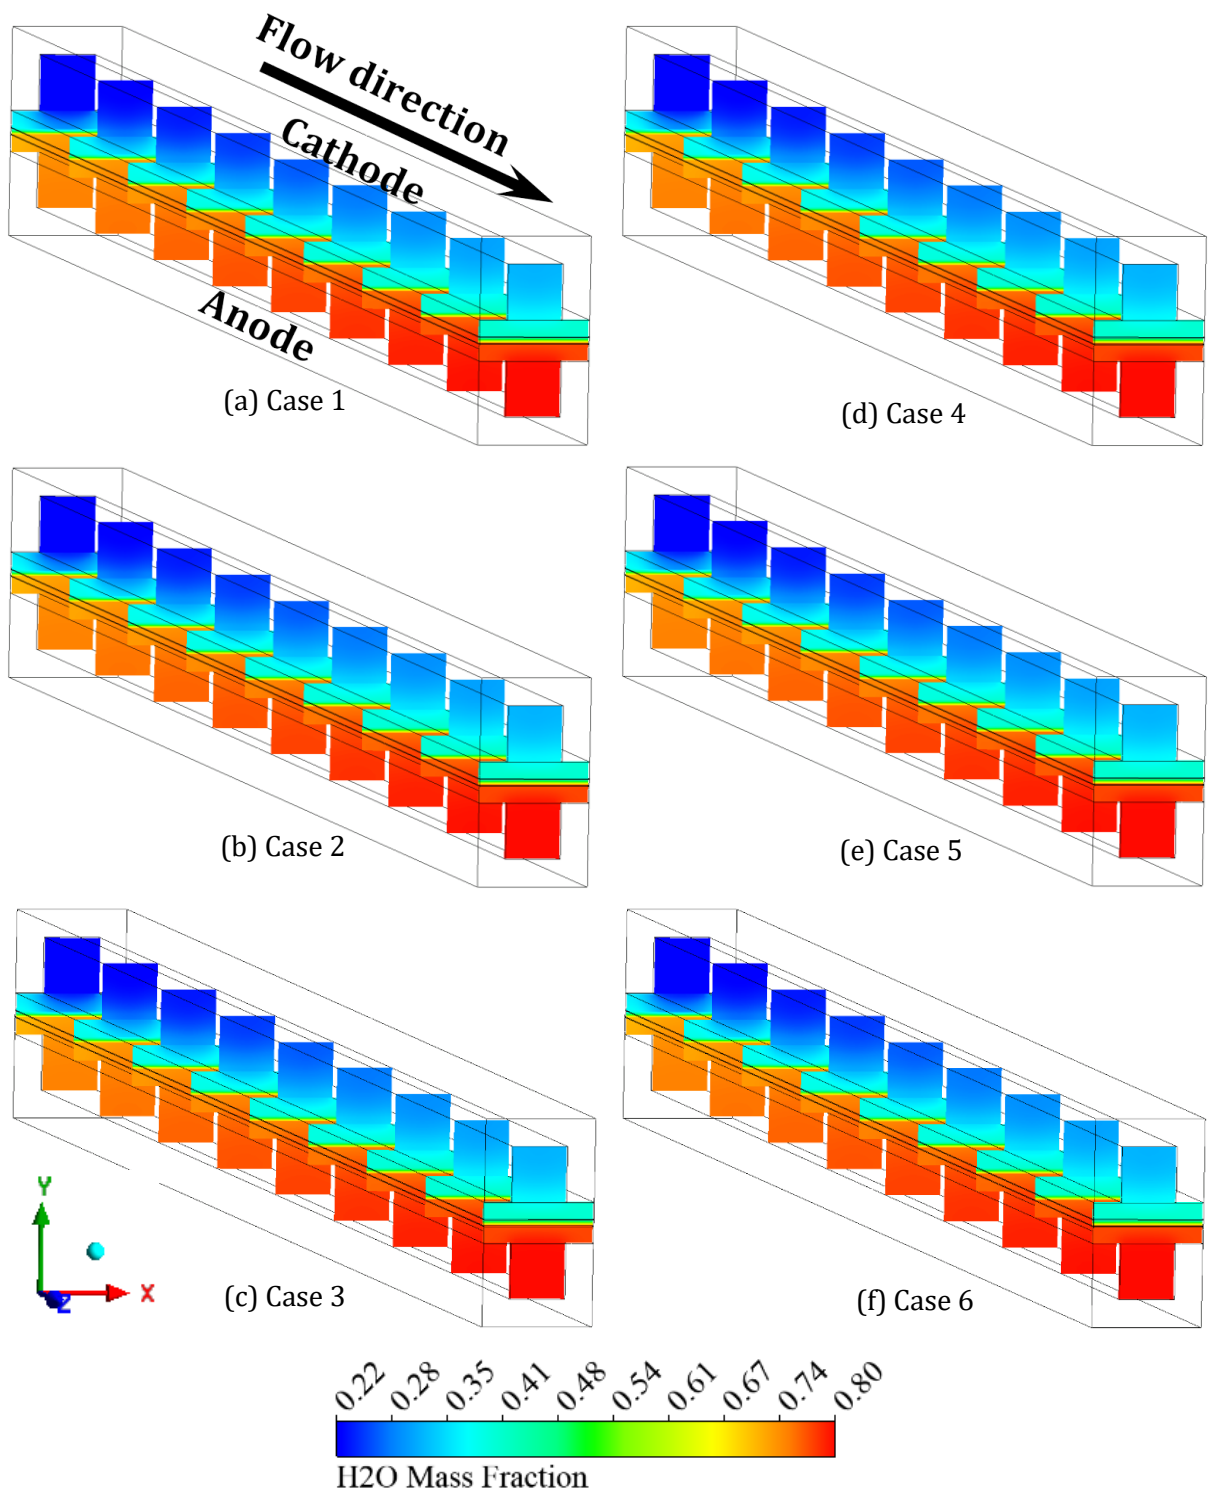 Flow direction
Cathode
Anode
(a) Case 1
(d) Case 4
(b) Case 2
(e) Case 5
Y
X
Z
(c) Case 3
(f) Case 6
0.22 0.28 0.35 0.41 0.48 0.54 0.61 0.67 0.74 0.80
H2O Mass Fraction